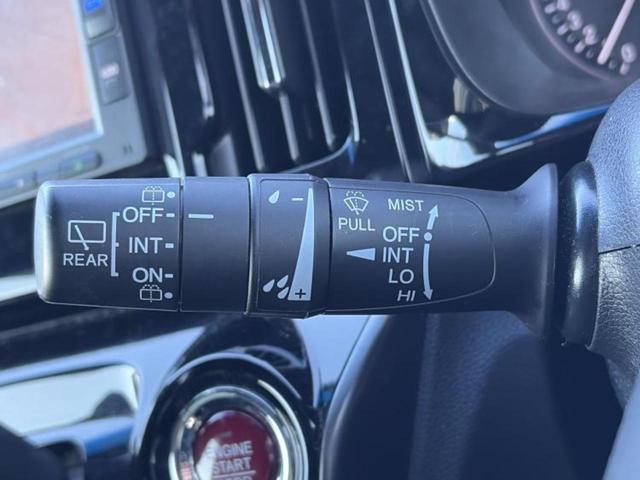 OFF
INT
ON
REAR
−
+
PULL
MIST
OFF
INT
LO
HI
ENGINE
START